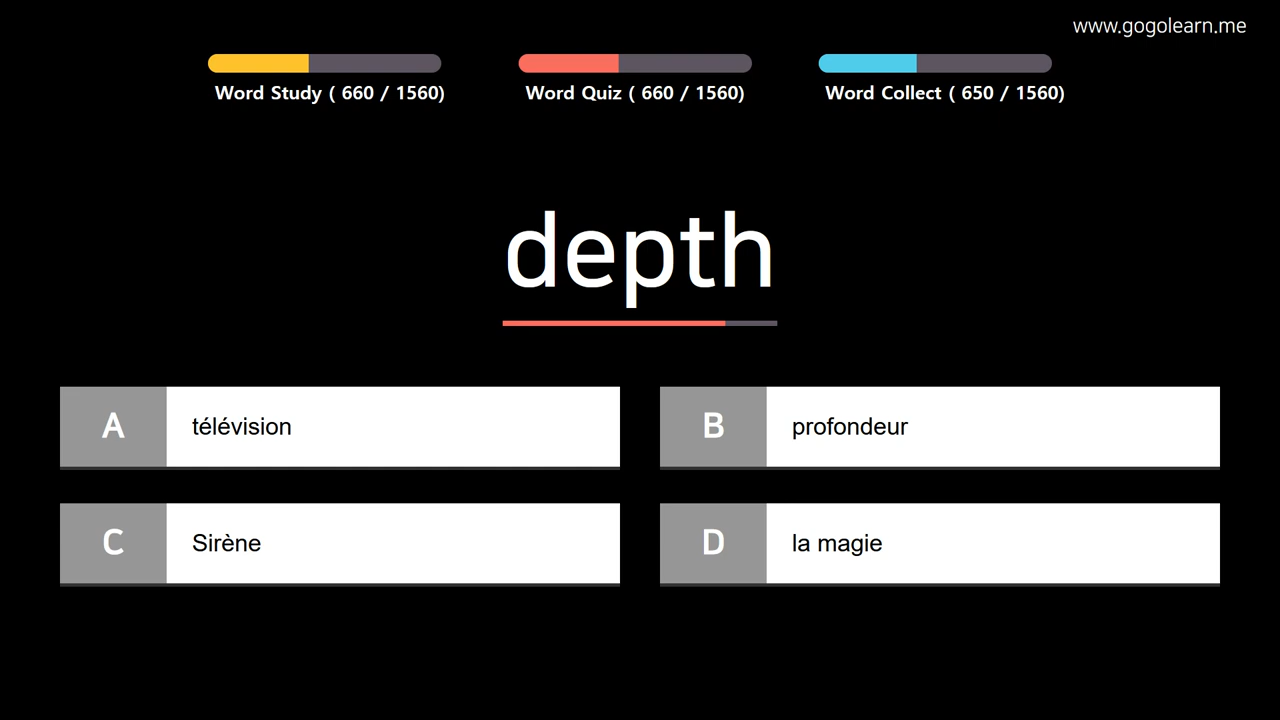 www.gogolearn.me
Word Study ( 660 / 1560)
Word Quiz ( 660 / 1560)
Word Collect ( 650 / 1560)
depth
A
télévision
B
profondeur
C
Sirène
D
la magie